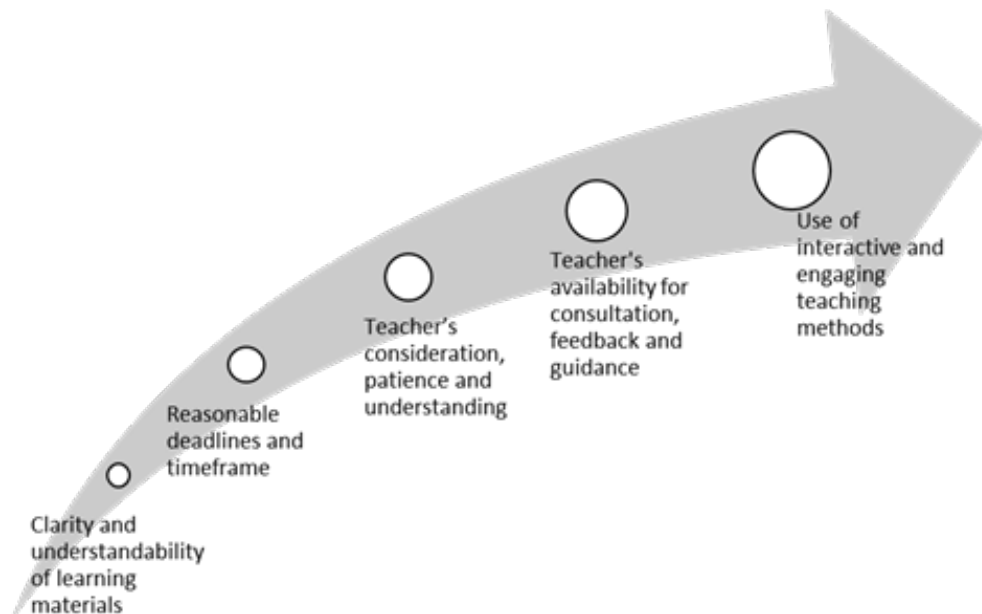 Clarity and
understandability
of learning
materials
Reasonable
deadlines and
timeframe
Teacher’s
consideration,
patience and
understanding
Teacher's
availability for
consultation,
feedback and
guidance
Use of
interactive and
engaging
teaching
methods